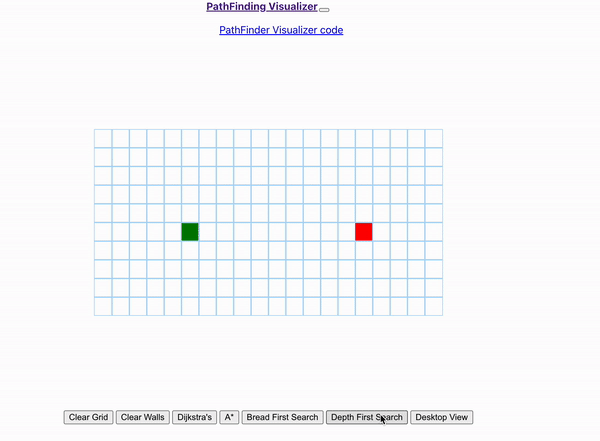 PathFinding Visualizer
PathFinder Visualizer code
Clear Grid Clear Walls Dijkstra's A* Bread First Search Depth First Search Desktop View